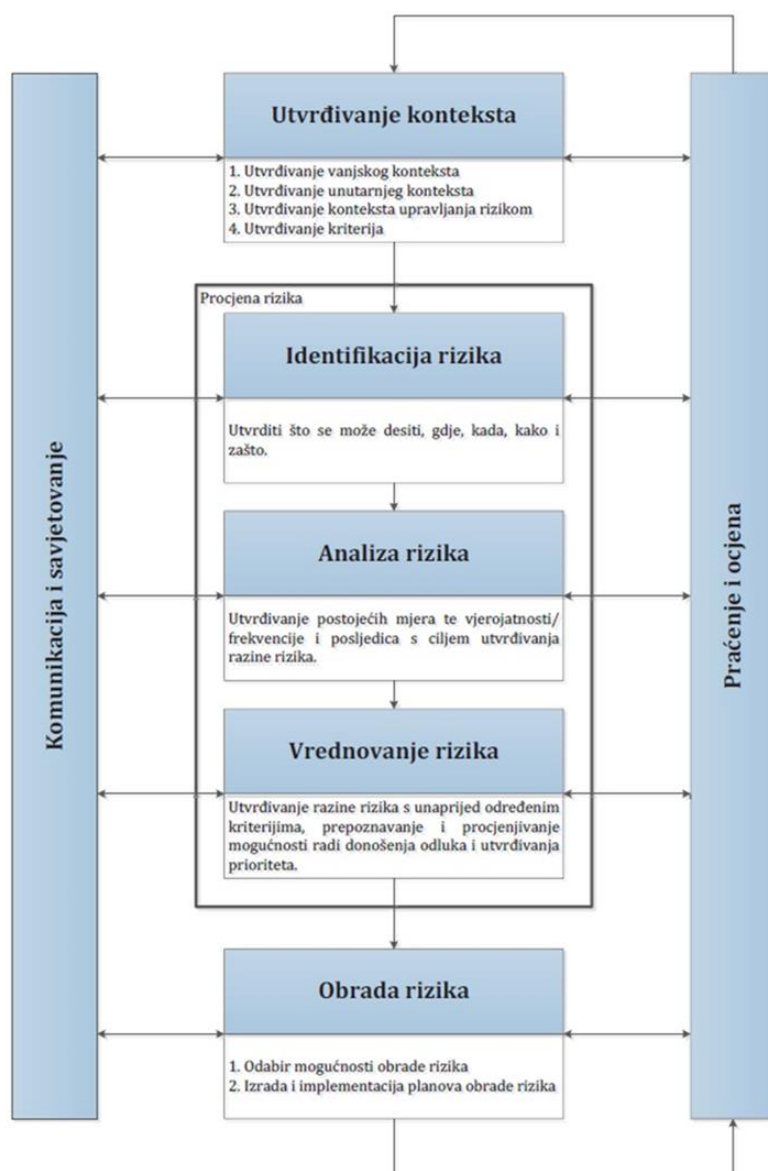 Utvrđivanje konteksta
1. Utvrđivanje vanjskog konteksta
2. Utvrđivanje unutarnjeg konteksta
3. Utvrđivanje konteksta upravljanja rizikom
4. Utvrđivanje kriterija
Procjena rizika
Identifikacija rizika
Utvrditi što se može desiti, gdje, kada, kako i
zašto.
Analiza rizika
Utvrđivanje postojećih mjera te vjerojatnosti/
frekvencije i posljedica s ciljem utvrđivanja
razine rizika.
Vrednovanje rizika
Utvrđivanje razine rizika s unaprijed određenim
kriterijima, prepoznavanje i procjenjivanje
mogućnosti radi donošenja odluka i utvrđivanja
prioriteta.
Obrada rizika
1. Odabir mogućnosti obrade rizika
2. Izrada i implementacija planova obrade rizika
Komunikacija i savjetovanje
Praćenje i ocjena